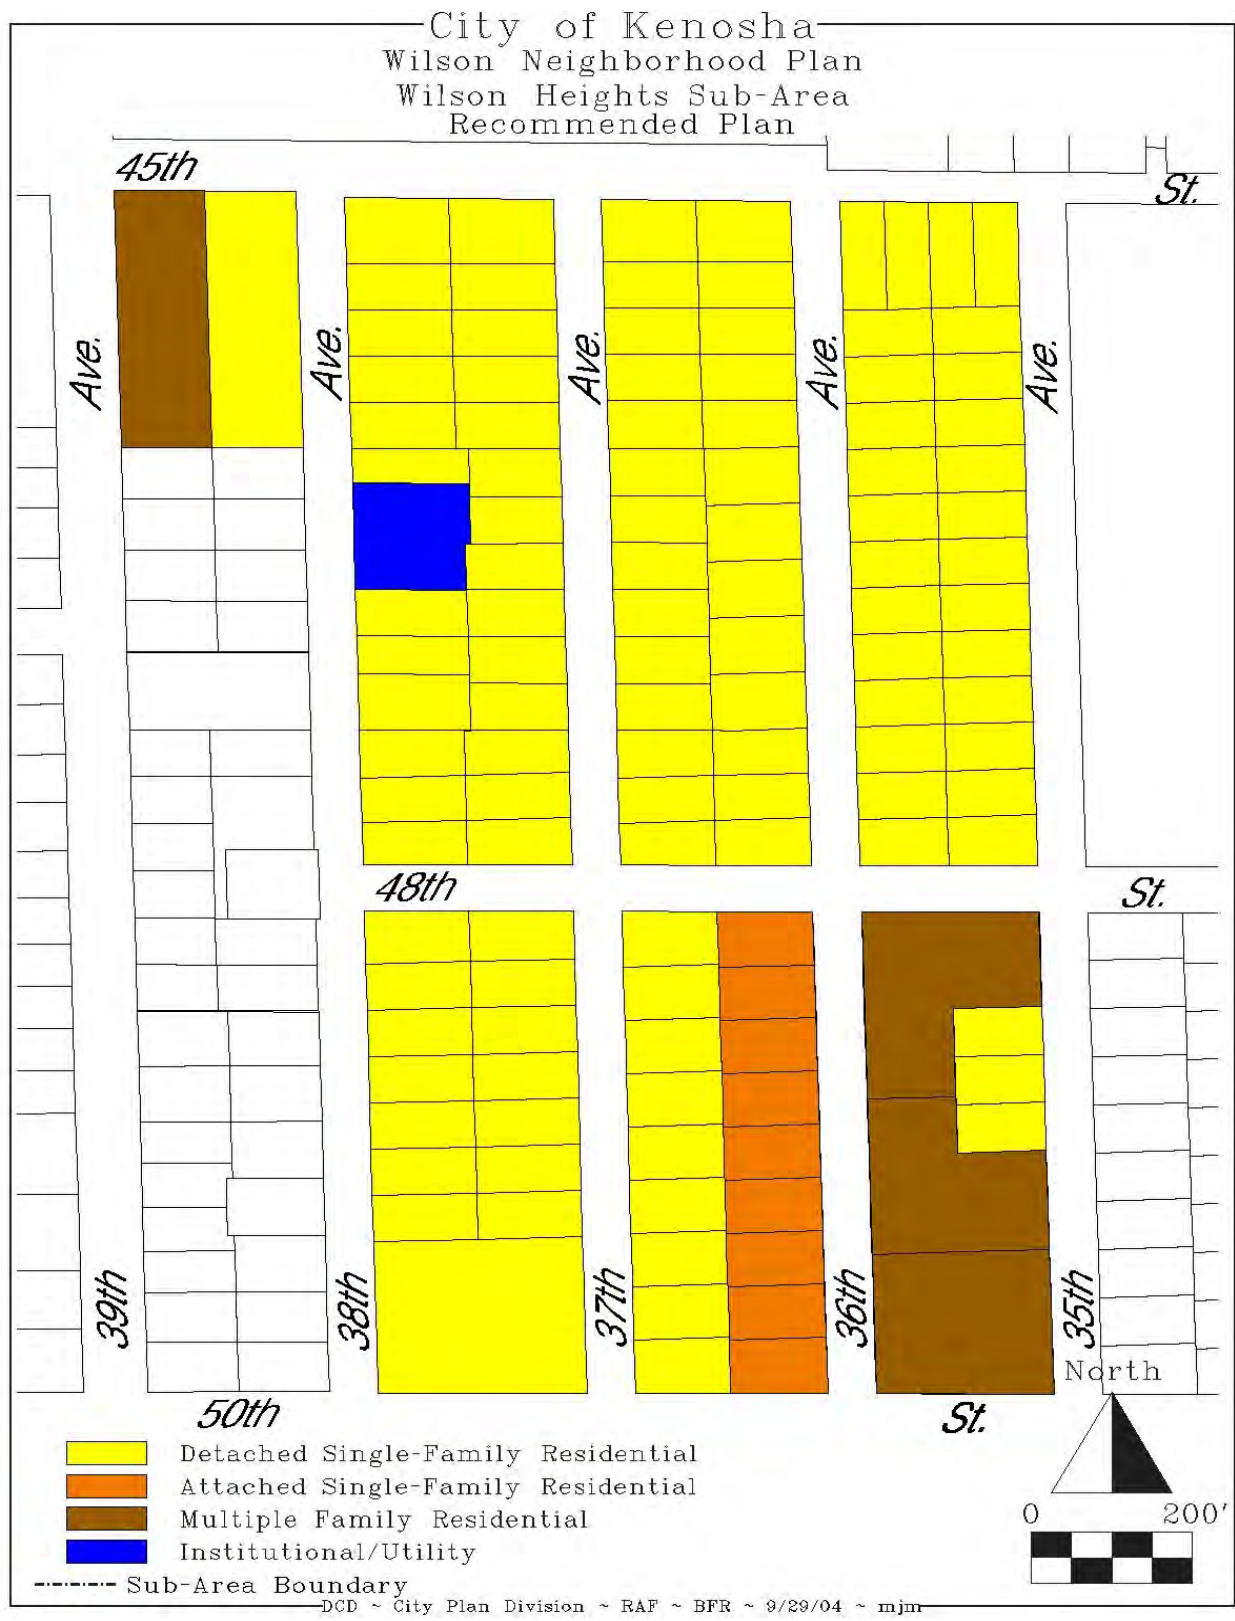 City of Kenosha
Wilson Neighborhood Plan
Wilson Heights Sub-Area
Recommended Plan
45th
St.
Ave.
Ave.
Ave.
Ave.
Ave.
48th
St.
39th
38th
37th
36th
35th
North
50th
St.
Detached Single-Family Residential
Attached Single-Family Residential
Multiple Family Residential
Institutional/Utility
Sub-Area Boundary
0 200'
DCD ~ City Plan Division ~ RAF ~ BFR ~ 9/29/04 ~ mjm